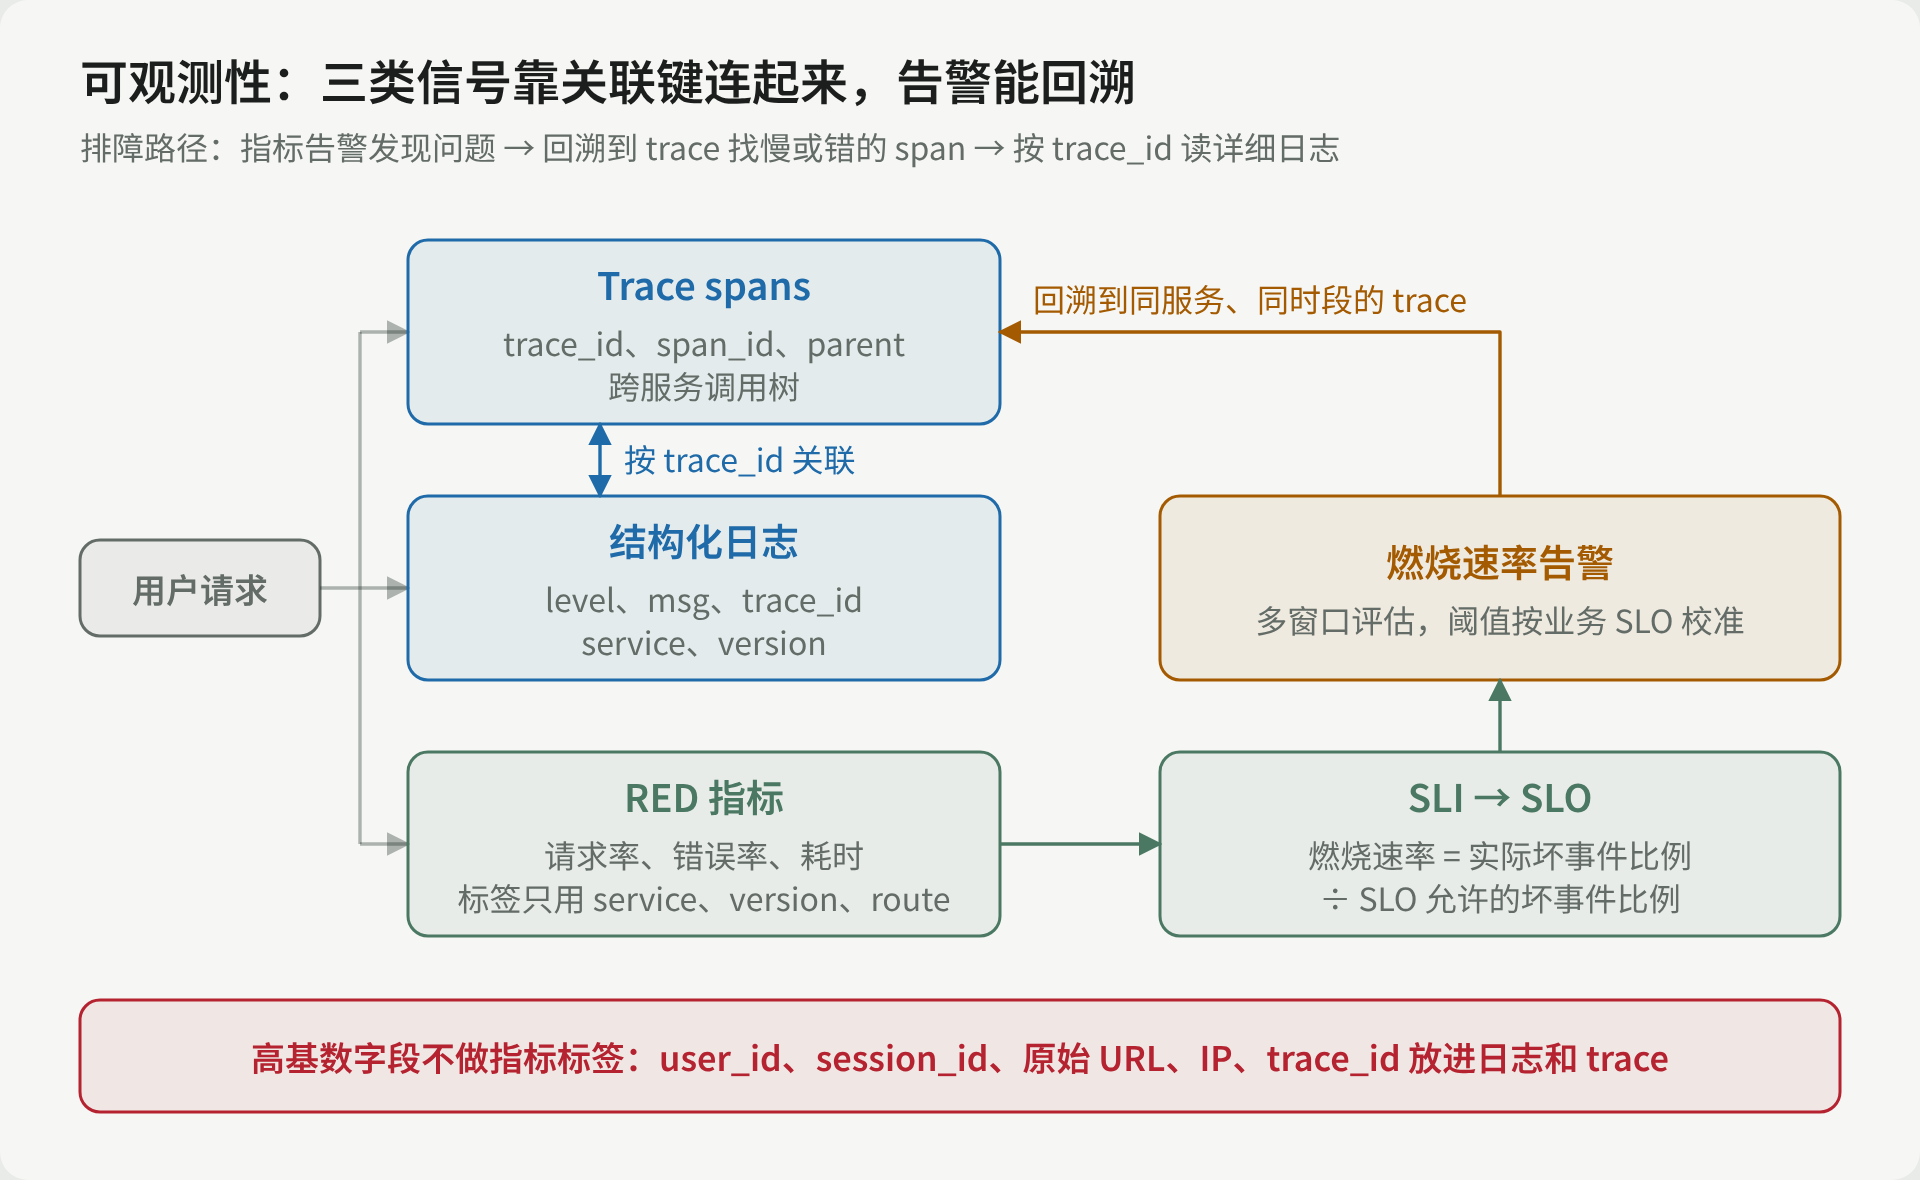 可观测性：三类信号靠关联键连起来，告警能回溯
排障路径：指标告警发现问题 → 回溯到 trace 找慢或错的 span → 按 trace_id 读详细日志
Trace spans
trace_id、span_id、parent
跨服务调用树
回溯到同服务、同时段的 trace
按 trace_id 关联
用户请求
结构化日志
level、msg、trace_id
service、version
燃烧速率告警
多窗口评估，阈值按业务 SLO 校准
RED 指标
请求率、错误率、耗时
标签只用 service、version、route
SLI → SLO
燃烧速率 = 实际坏事件比例
÷ SLO 允许的坏事件比例
高基数字段不做指标标签：user_id、session_id、原始 URL、IP、trace_id 放进日志和 trace